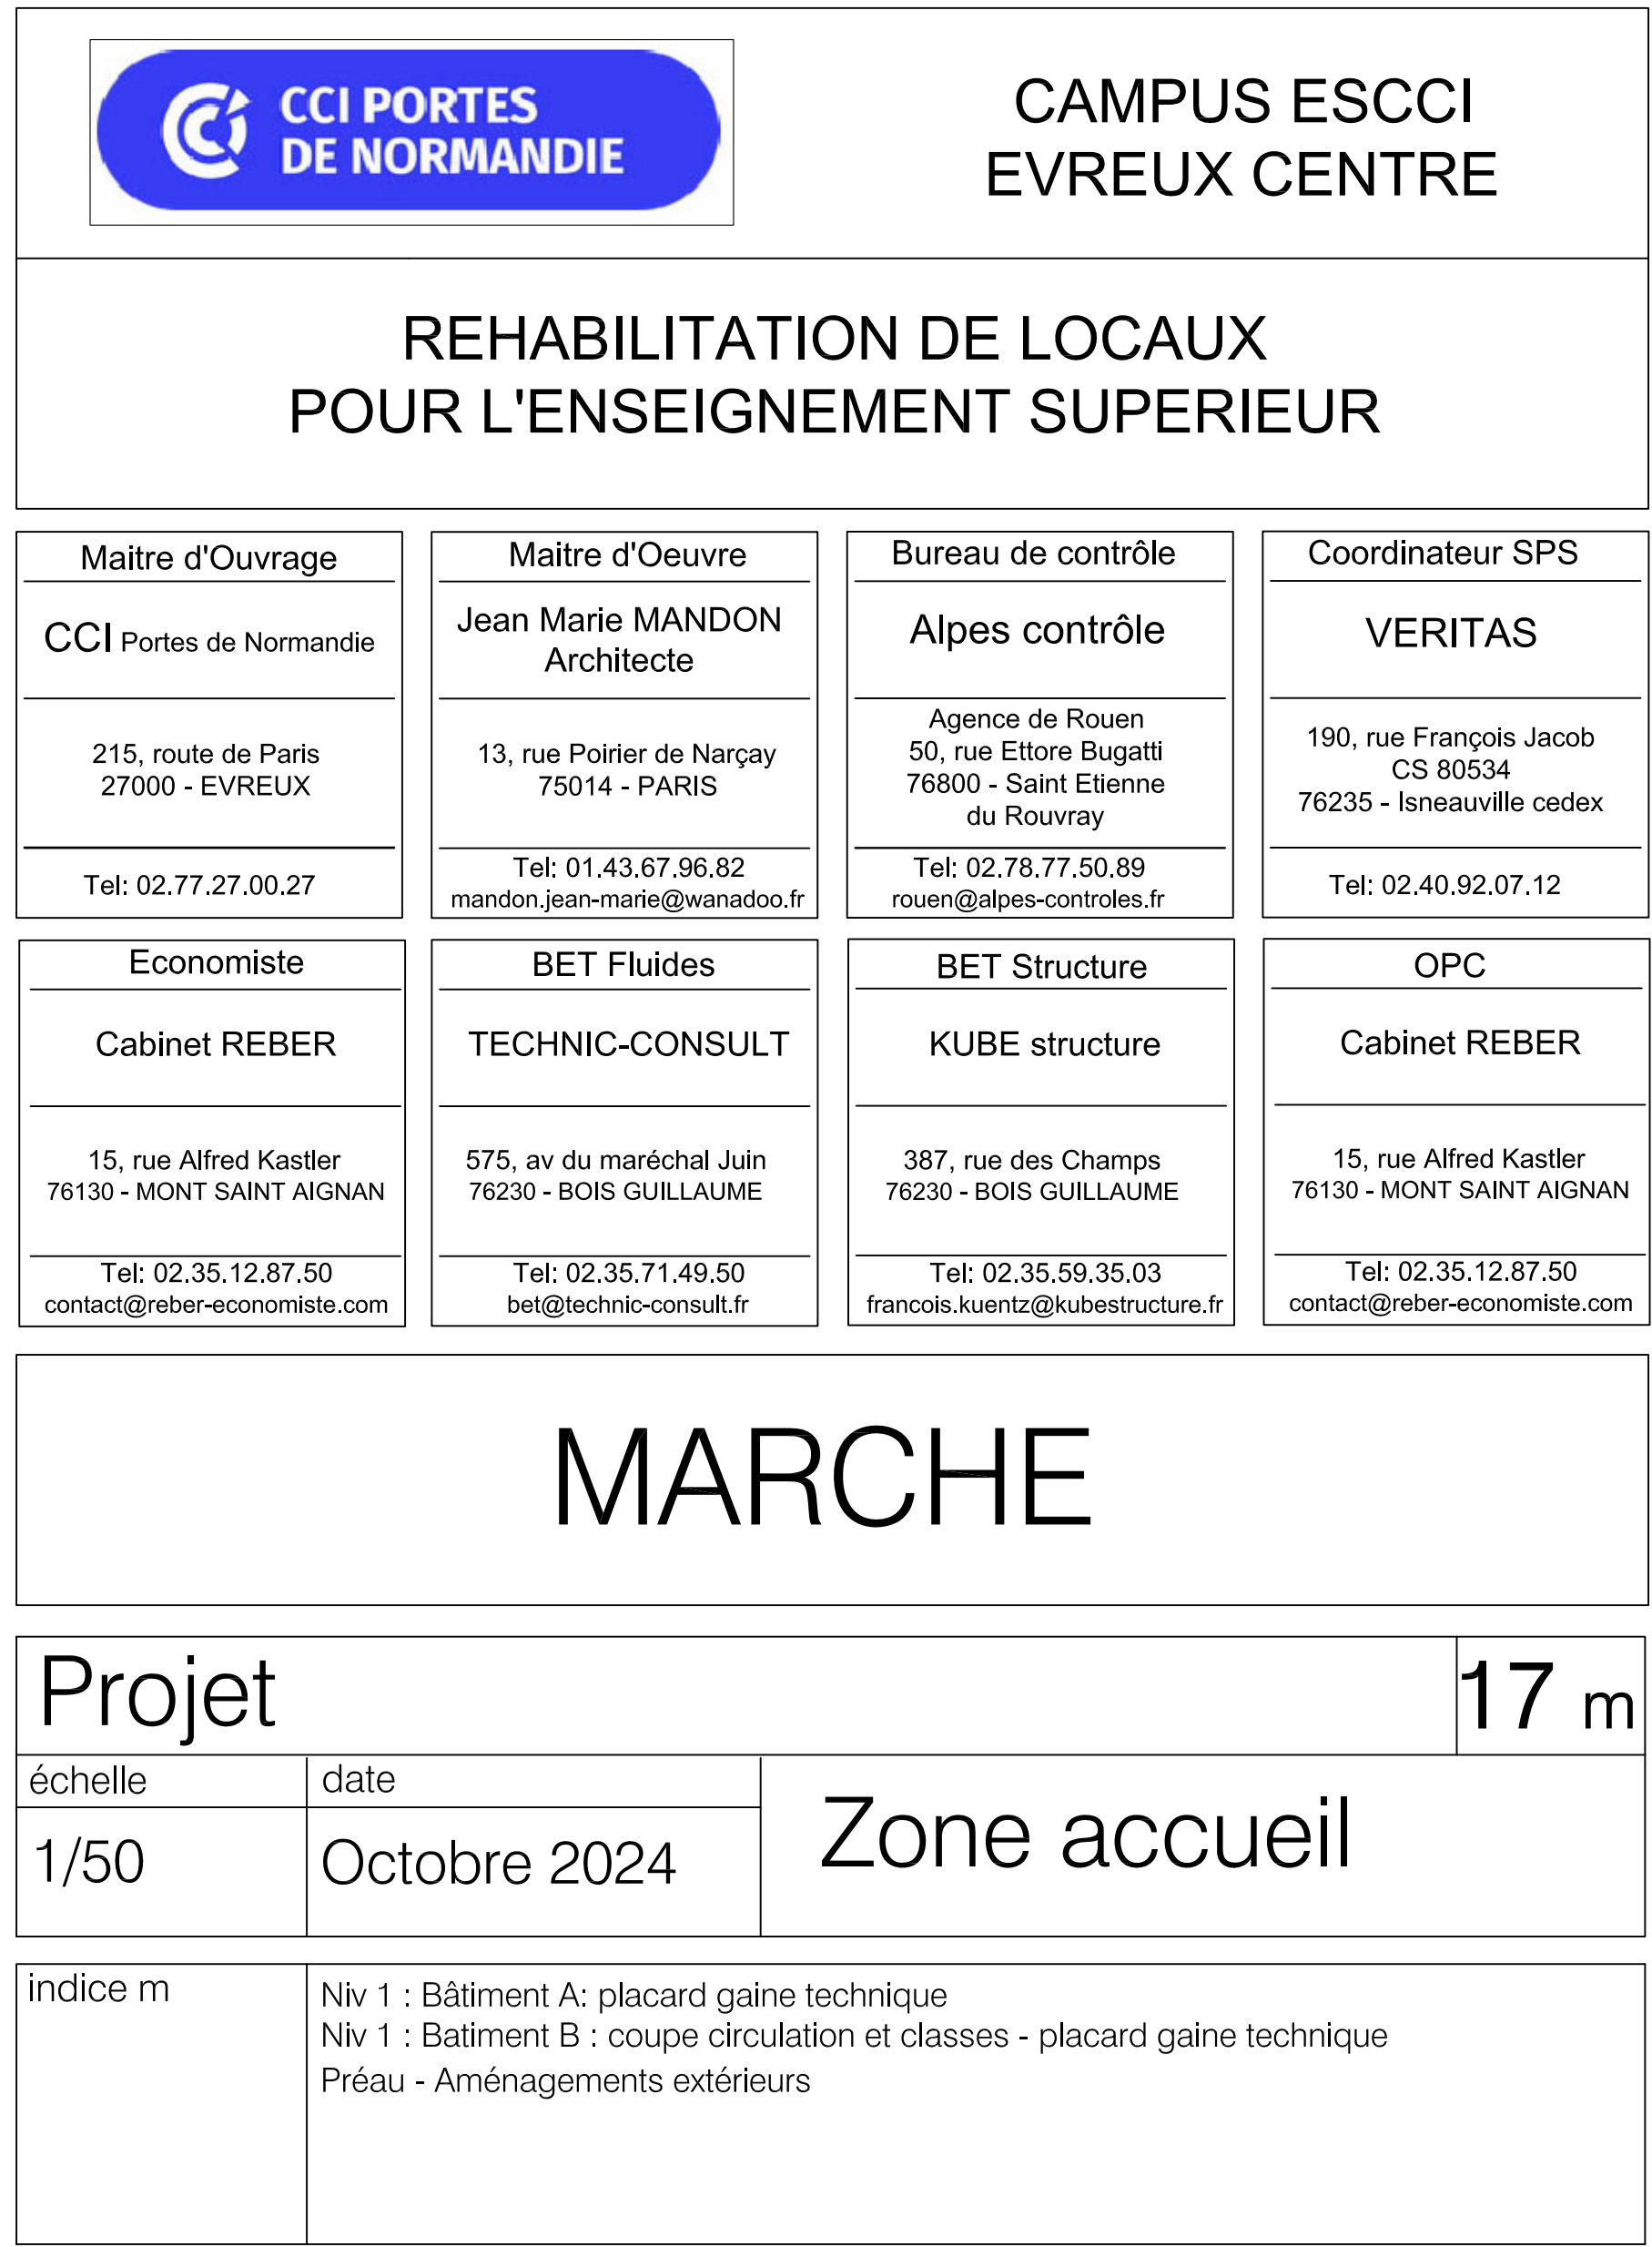 CCI PORTES
DE NORMANDIE
CAMPUS ESCCI
EVREUX CENTRE
REHABILITATION DE LOCAUX
POUR L'ENSEIGNEMENT SUPERIEUR
Maitre d'Ouvrage
CCI Portes de Normandie
215, route de Paris
27000 - EVREUX
Tel: 02.77.27.00.27
Maitre d'Oeuvre
Jean Marie MANDON
Architecte
13, rue Poirier de Narçay
75014 - PARIS
Tel: 01.43.67.96.82
mandon.jean-marie@wanadoo.fr
Bureau de contrôle
Alpes contrôle
Agence de Rouen
50, rue Ettore Bugatti
76800 - Saint Etienne
du Rouvray
Tel: 02.78.77.50.89
rouen@alpes-controles.fr
Coordinateur SPS
VERITAS
190, rue François Jacob
CS 80534
76235 - Isneauville cedex
Tel: 02.40.92.07.12
Economiste
Cabinet REBER
15, rue Alfred Kastler
76130 - MONT SAINT AIGNAN
Tel: 02.35.12.87.50
contact@reber-economiste.com
BET Fluides
TECHNIC-CONSULT
575, av du maréchal Juin
76230 - BOIS GUILLAUME
Tel: 02.35.71.49.50
bet@technic-consult.fr
BET Structure
KUBE structure
387, rue des Champs
76230 - BOIS GUILLAUME
Tel: 02.35.59.35.03
francois.kuentz@kubestructure.fr
OPC
Cabinet REBER
15, rue Alfred Kastler
76130 - MONT SAINT AIGNAN
Tel: 02.35.12.87.50
contact@reber-economiste.com
MARCHE
Projet
17 m
échelle
1/50
date
Octobre 2024
Zone accueil
indice m
Niv 1 : Bâtiment A: placard gaine technique
Niv 1 : Batiment B : coupe circulation et classes - placard gaine technique
Préau - Aménagements extérieurs